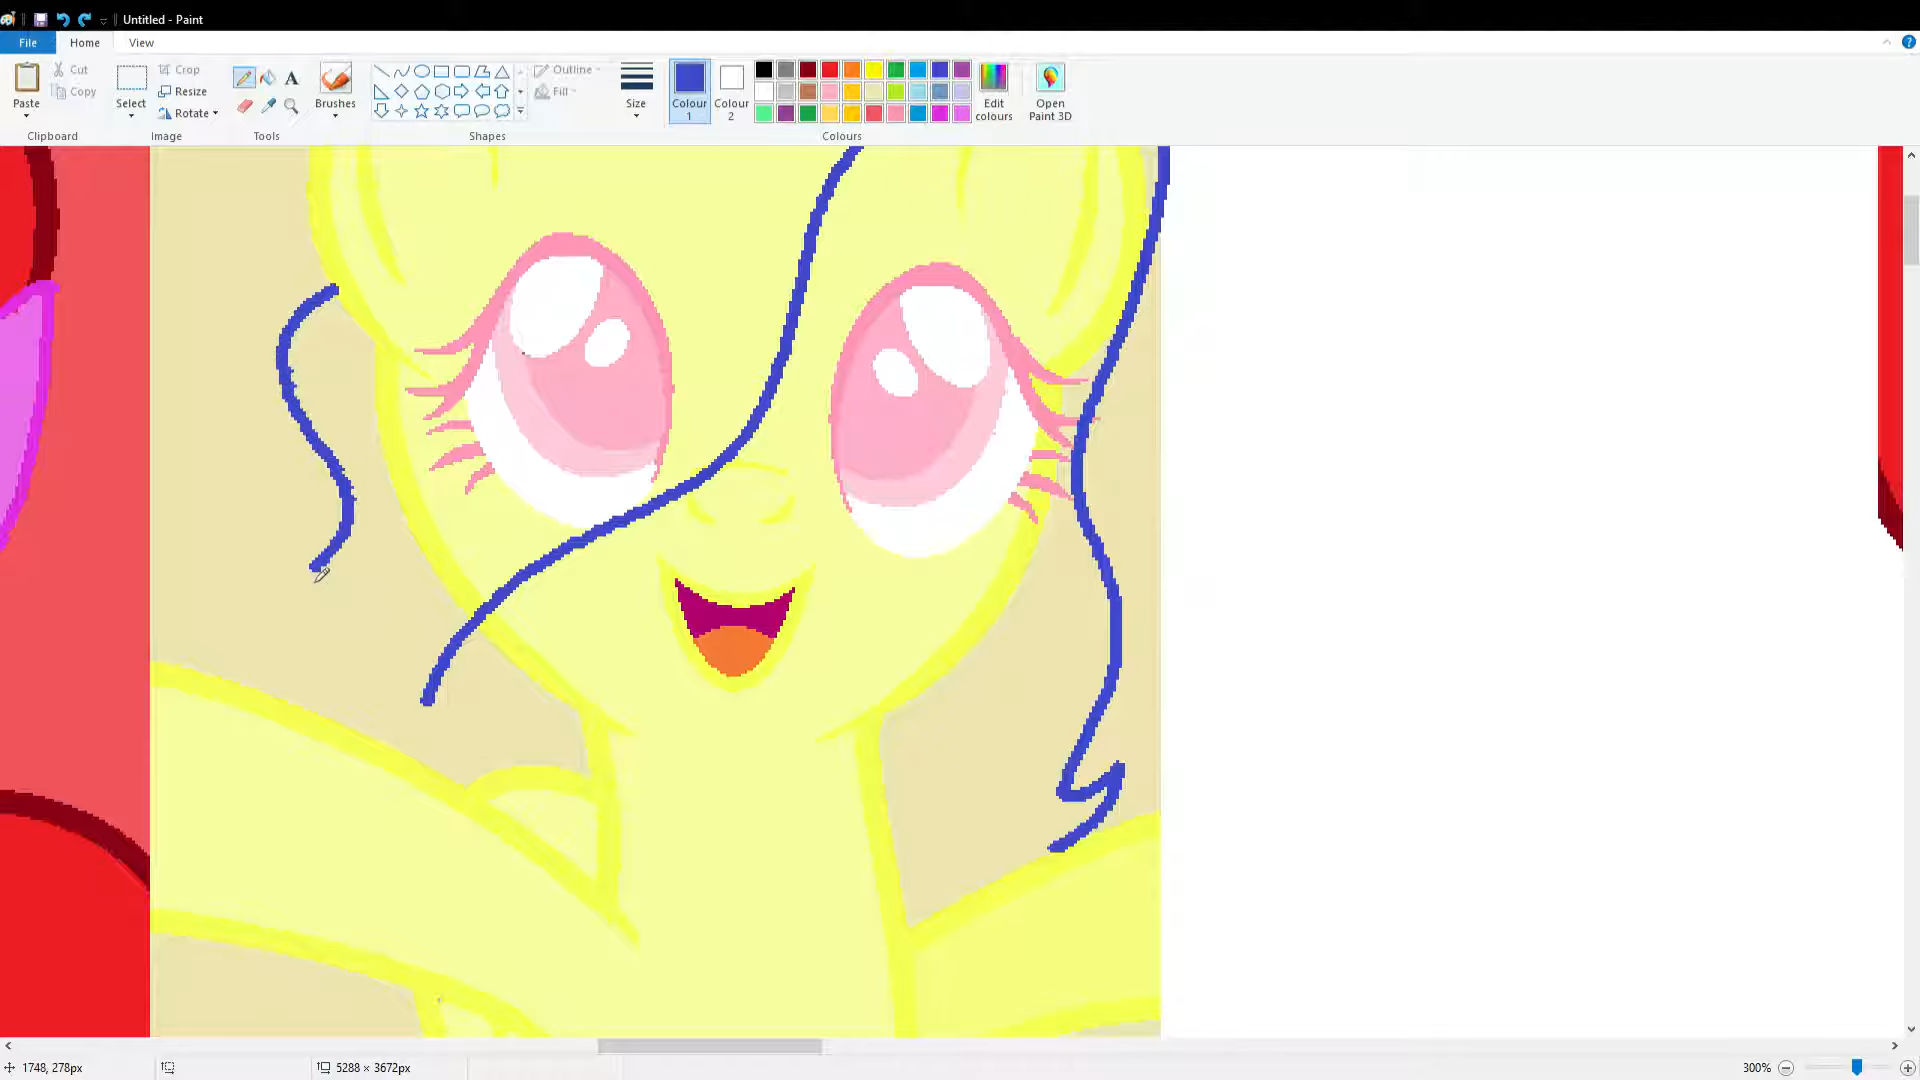 Untitled - Paint
File Home View
Paste
Cut
Copy
Clipboard
Select
Crop
Resize
Rotate
Image
A
Tools
Brushes
Outline
Fill
Shapes
Size
Colour 1
Colour 2
Colours
Edit colours
Open Paint 3D
1748, 278px
5288 × 3672px
300%